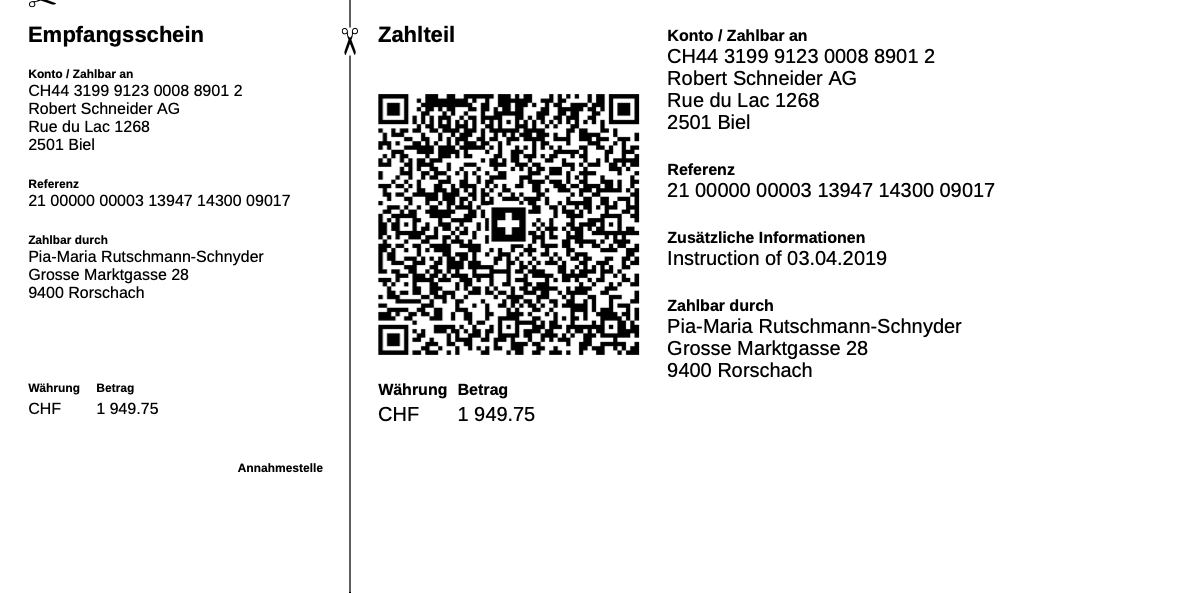 Empfangsschein
Konto / Zahlbar an
CH44 3199 9123 0008 8901 2
Robert Schneider AG
Rue du Lac 1268
2501 Biel
Referenz
21 00000 00003 13947 14300 09017
Zahlbar durch
Pia-Maria Rutschmann-Schnyder
Grosse Marktgasse 28
9400 Rorschach
Währung Betrag
CHF 1 949.75
Annahmestelle
Zahlteil
Währung Betrag
CHF 1 949.75
Konto / Zahlbar an
CH44 3199 9123 0008 8901 2
Robert Schneider AG
Rue du Lac 1268
2501 Biel
Referenz
21 00000 00003 13947 14300 09017
Zusätzliche Informationen
Instruction of 03.04.2019
Zahlbar durch
Pia-Maria Rutschmann-Schnyder
Grosse Marktgasse 28
9400 Rorschach